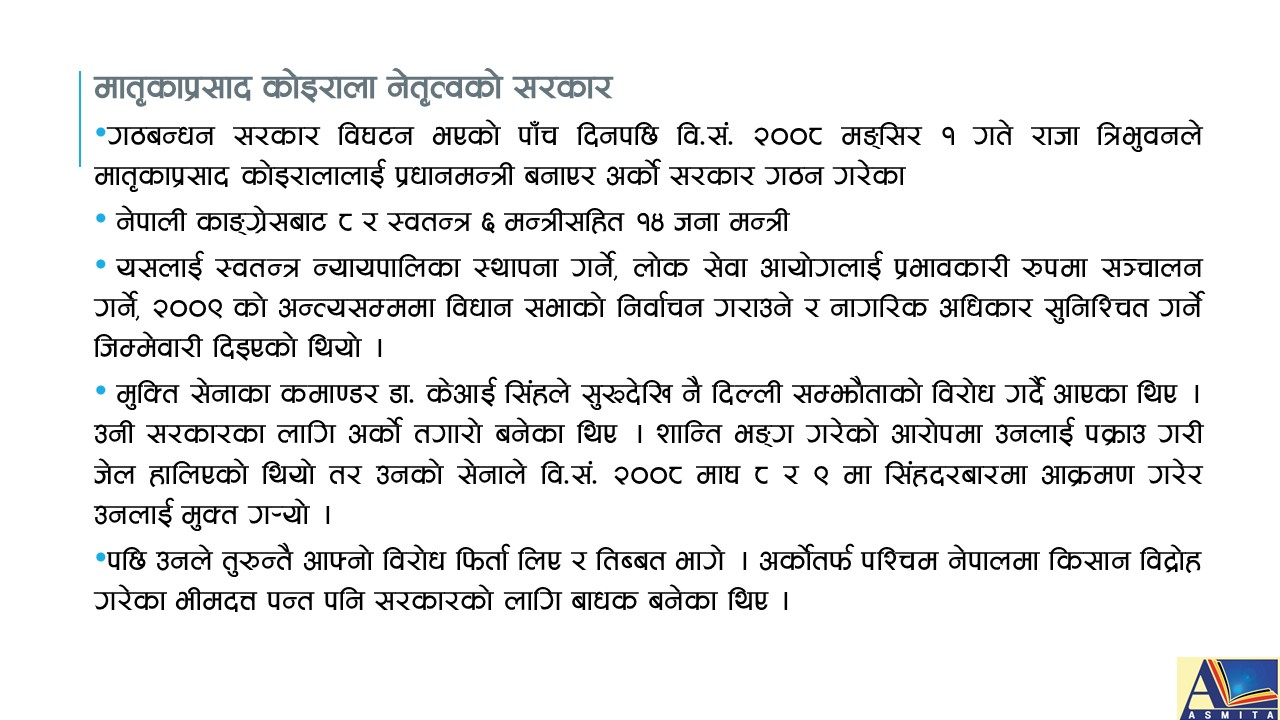 मातृकाप्रसाद कोइराला नेतृत्वको सरकार
•गठबन्धन सरकार विघटन भएको पाँच दिनपछि वि.सं. २००८ मङ्सिर १ गते राजा त्रिभुवनले
मातृकाप्रसाद कोइरालालाई प्रधानमन्त्री बनाएर अर्को सरकार गठन गरेका
• नेपाली काङ्ग्रेसबाट ८ र स्वतन्त्र ६ मन्त्रीसहित १४ जना मन्त्री
• यसलाई स्वतन्त्र न्यायपालिका स्थापना गर्ने, लोक सेवा आयोगलाई प्रभावकारी रुपमा सञ्चालन
गर्ने, २००९ को अन्त्यसम्ममा विधान सभाको निर्वाचन गराउने र नागरिक अधिकार सुनिश्चित गर्ने
जिम्मेवारी दिइएको थियो ।
• मुक्ति सेनाका कमाण्डर डा. केआई सिंहले सुरुदेखि नै दिल्ली सम्झौताको विरोध गर्दै आएका थिए ।
उनी सरकारका लागि अर्को तगारो बनेका थिए । शान्ति भङ्ग गरेको आरोपमा उनलाई पक्राउ गरी
जेल हालिएको थियो तर उनको सेनाले वि.सं. २००८ माघ ८ र ९ मा सिंहदरबारमा आक्रमण गरेर
उनलाई मुक्त गऱ्यो ।
•पछि उनले तुरुन्तै आफ्नो विरोध फिर्ता लिए र तिब्बत भागे । अर्कोतर्फ पश्चिम नेपालमा किसान विद्रोह
गरेका भीमदत्त पन्त पनि सरकारको लागि बाधक बनेका थिए ।
ASMITA